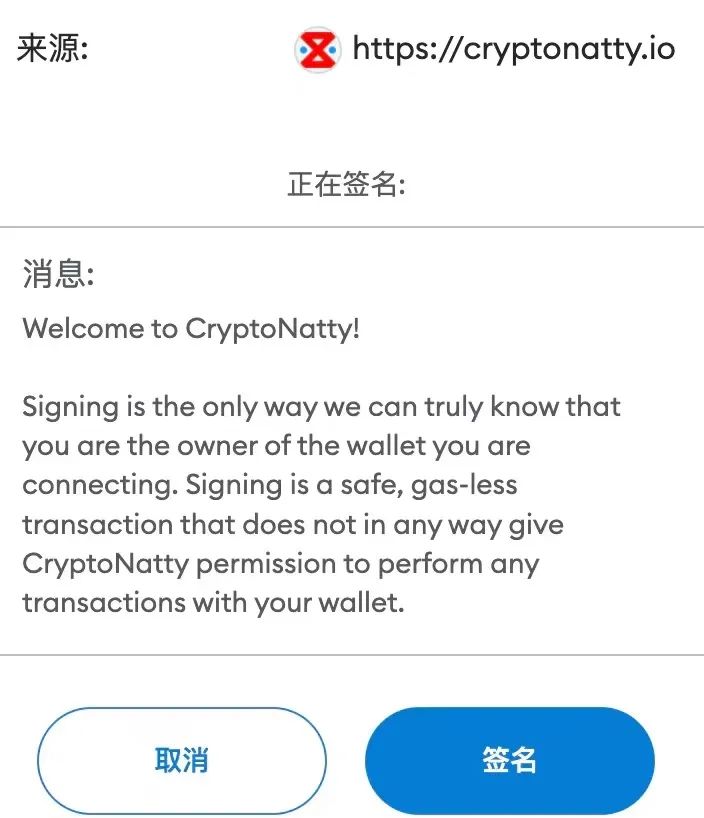 来源: https://cryptonatty.io
正在签名:
消息:
Welcome to CryptoNatty!
Signing is the only way we can truly know that
you are the owner of the wallet you are
connecting. Signing is a safe, gas-less
transaction that does not in any way give
CryptoNatty permission to perform any
transactions with your wallet.
取消 签名